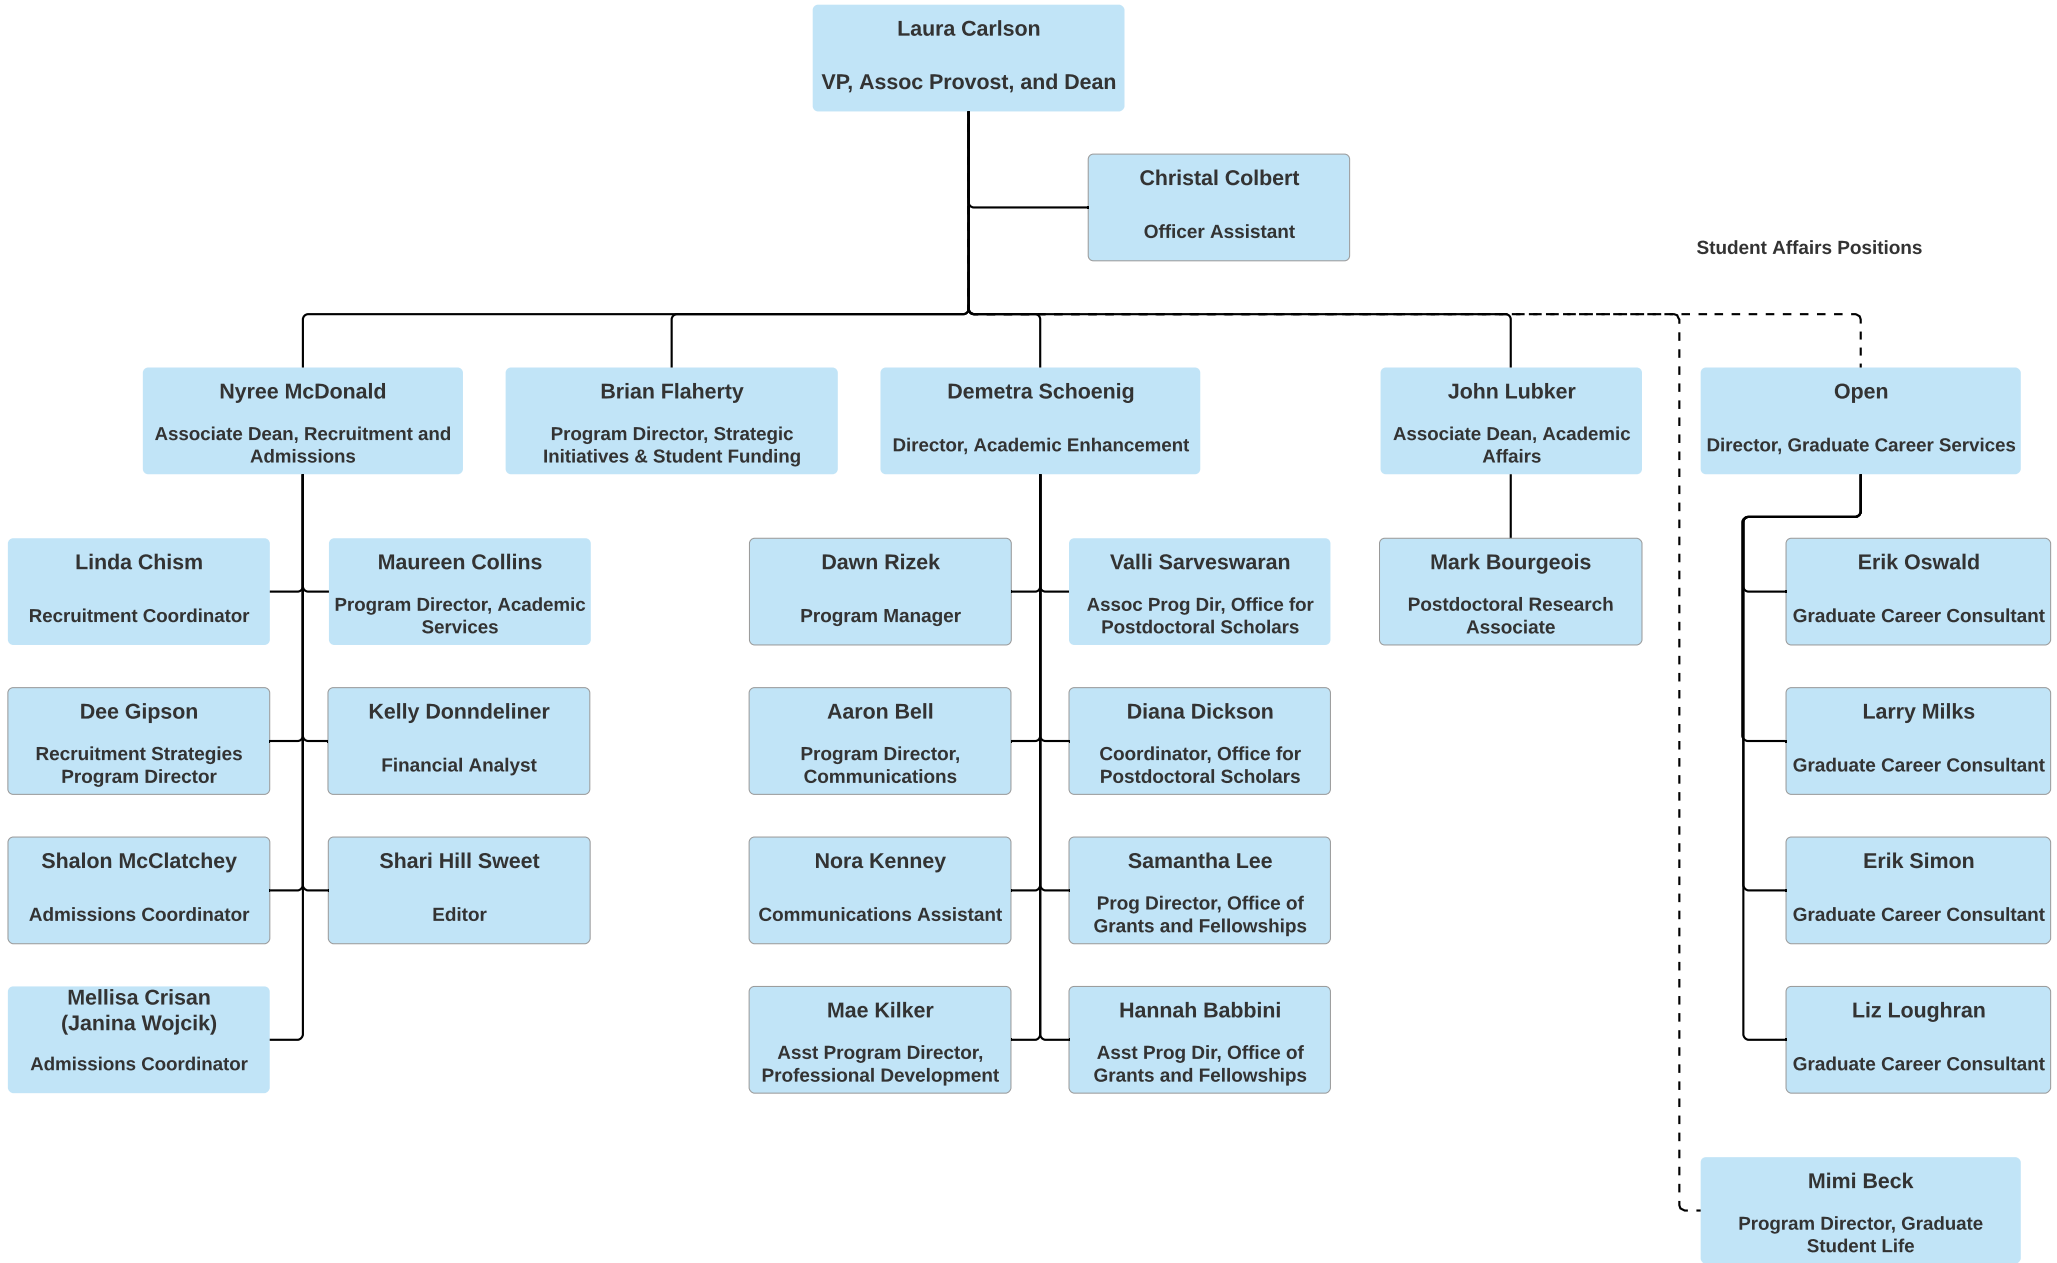 Laura Carlson
VP, Assoc Provost, and Dean
Christal Colbert
Officer Assistant
Student Affairs Positions
Nyree McDonald
Associate Dean, Recruitment and
Admissions
Brian Flaherty
Program Director, Strategic
Initiatives & Student Funding
Demetra Schoenig
Director, Academic Enhancement
John Lubker
Associate Dean, Academic
Affairs
Open
Director, Graduate Career Services
Linda Chism
Recruitment Coordinator
Maureen Collins
Program Director, Academic
Services
Dawn Rizek
Program Manager
Valli Sarveswaran
Assoc Prog Dir, Office for
Postdoctoral Scholars
Mark Bourgeois
Postdoctoral Research
Associate
Erik Oswald
Graduate Career Consultant
Dee Gipson
Recruitment Strategies
Program Director
Kelly Donndeliner
Financial Analyst
Aaron Bell
Program Director,
Communications
Diana Dickson
Coordinator, Office for
Postdoctoral Scholars
Larry Milks
Graduate Career Consultant
Shalon McClatchey
Admissions Coordinator
Shari Hill Sweet
Editor
Nora Kenney
Communications Assistant
Samantha Lee
Prog Director, Office of
Grants and Fellowships
Erik Simon
Graduate Career Consultant
Mellisa Crisan
(Janina Wojcik)
Admissions Coordinator
Mae Kilker
Asst Program Director,
Professional Development
Hannah Babbini
Asst Prog Dir, Office of
Grants and Fellowships
Liz Loughran
Graduate Career Consultant
Mimi Beck
Program Director, Graduate
Student Life